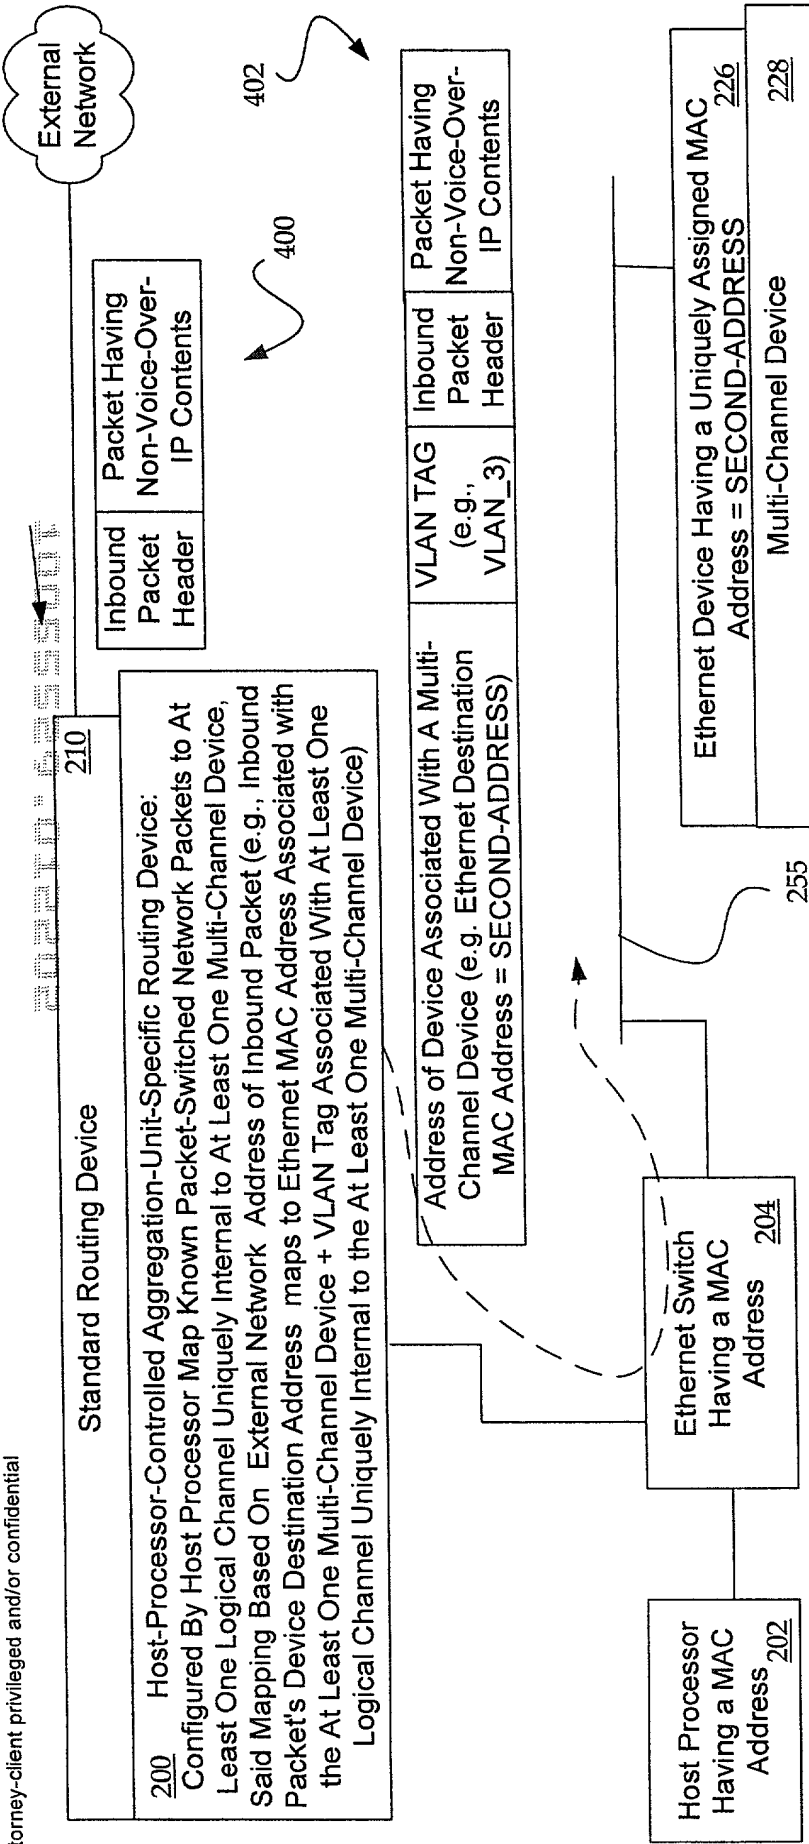 torney-client privileged and/or confidential
Standard Routing Device
210
External
Network
200 Host-Processor-Controlled Aggregation-Unit-Specific Routing Device:
Configured By Host Processor Map Known Packet-Switched Network Packets to At
Least One Logical Channel Uniquely Internal to At Least One Multi-Channel Device,
Said Mapping Based On External Network Address of Inbound Packet (e.g., Inbound
Packet's Device Destination Address maps to Ethernet MAC Address Associated with
the At Least One Multi-Channel Device + VLAN Tag Associated With At Least One
Logical Channel Uniquely Internal to the At Least One Multi-Channel Device)
Inbound
Packet
Header
Packet Having
Non-Voice-Over-
IP Contents
400
402
Address of Device Associated With A Multi-
Channel Device (e.g. Ethernet Destination
MAC Address = SECOND-ADDRESS)
VLAN TAG
(e.g.,
VLAN_3)
Inbound
Packet
Header
Packet Having
Non-Voice-Over-
IP Contents
Host Processor
Having a MAC
Address
202
Ethernet Switch
Having a MAC
Address
204
255
Ethernet Device Having a Uniquely Assigned MAC
Address = SECOND-ADDRESS
226
Multi-Channel Device
228